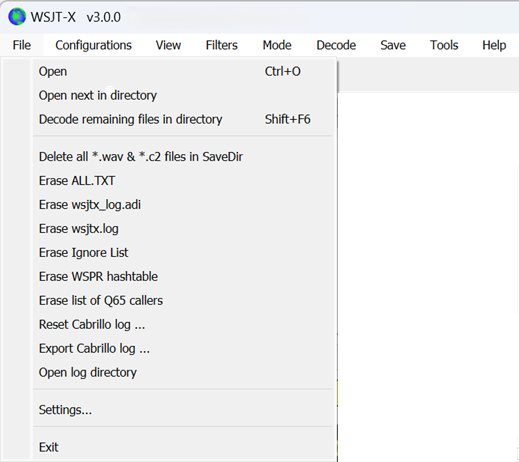 WSJT-X   v3.0.0
File Configurations View Filters Mode Decode Save Tools Help
Open Ctrl+O
Open next in directory
Decode remaining files in directory Shift+F6
Delete all *.wav & *.c2 files in SaveDir
Erase ALL.TXT
Erase wsjtx_log.adi
Erase wsjtx.log
Erase Ignore List
Erase WSPR hashtable
Erase list of Q65 callers
Reset Cabrillo log ...
Export Cabrillo log ...
Open log directory
Settings...
Exit